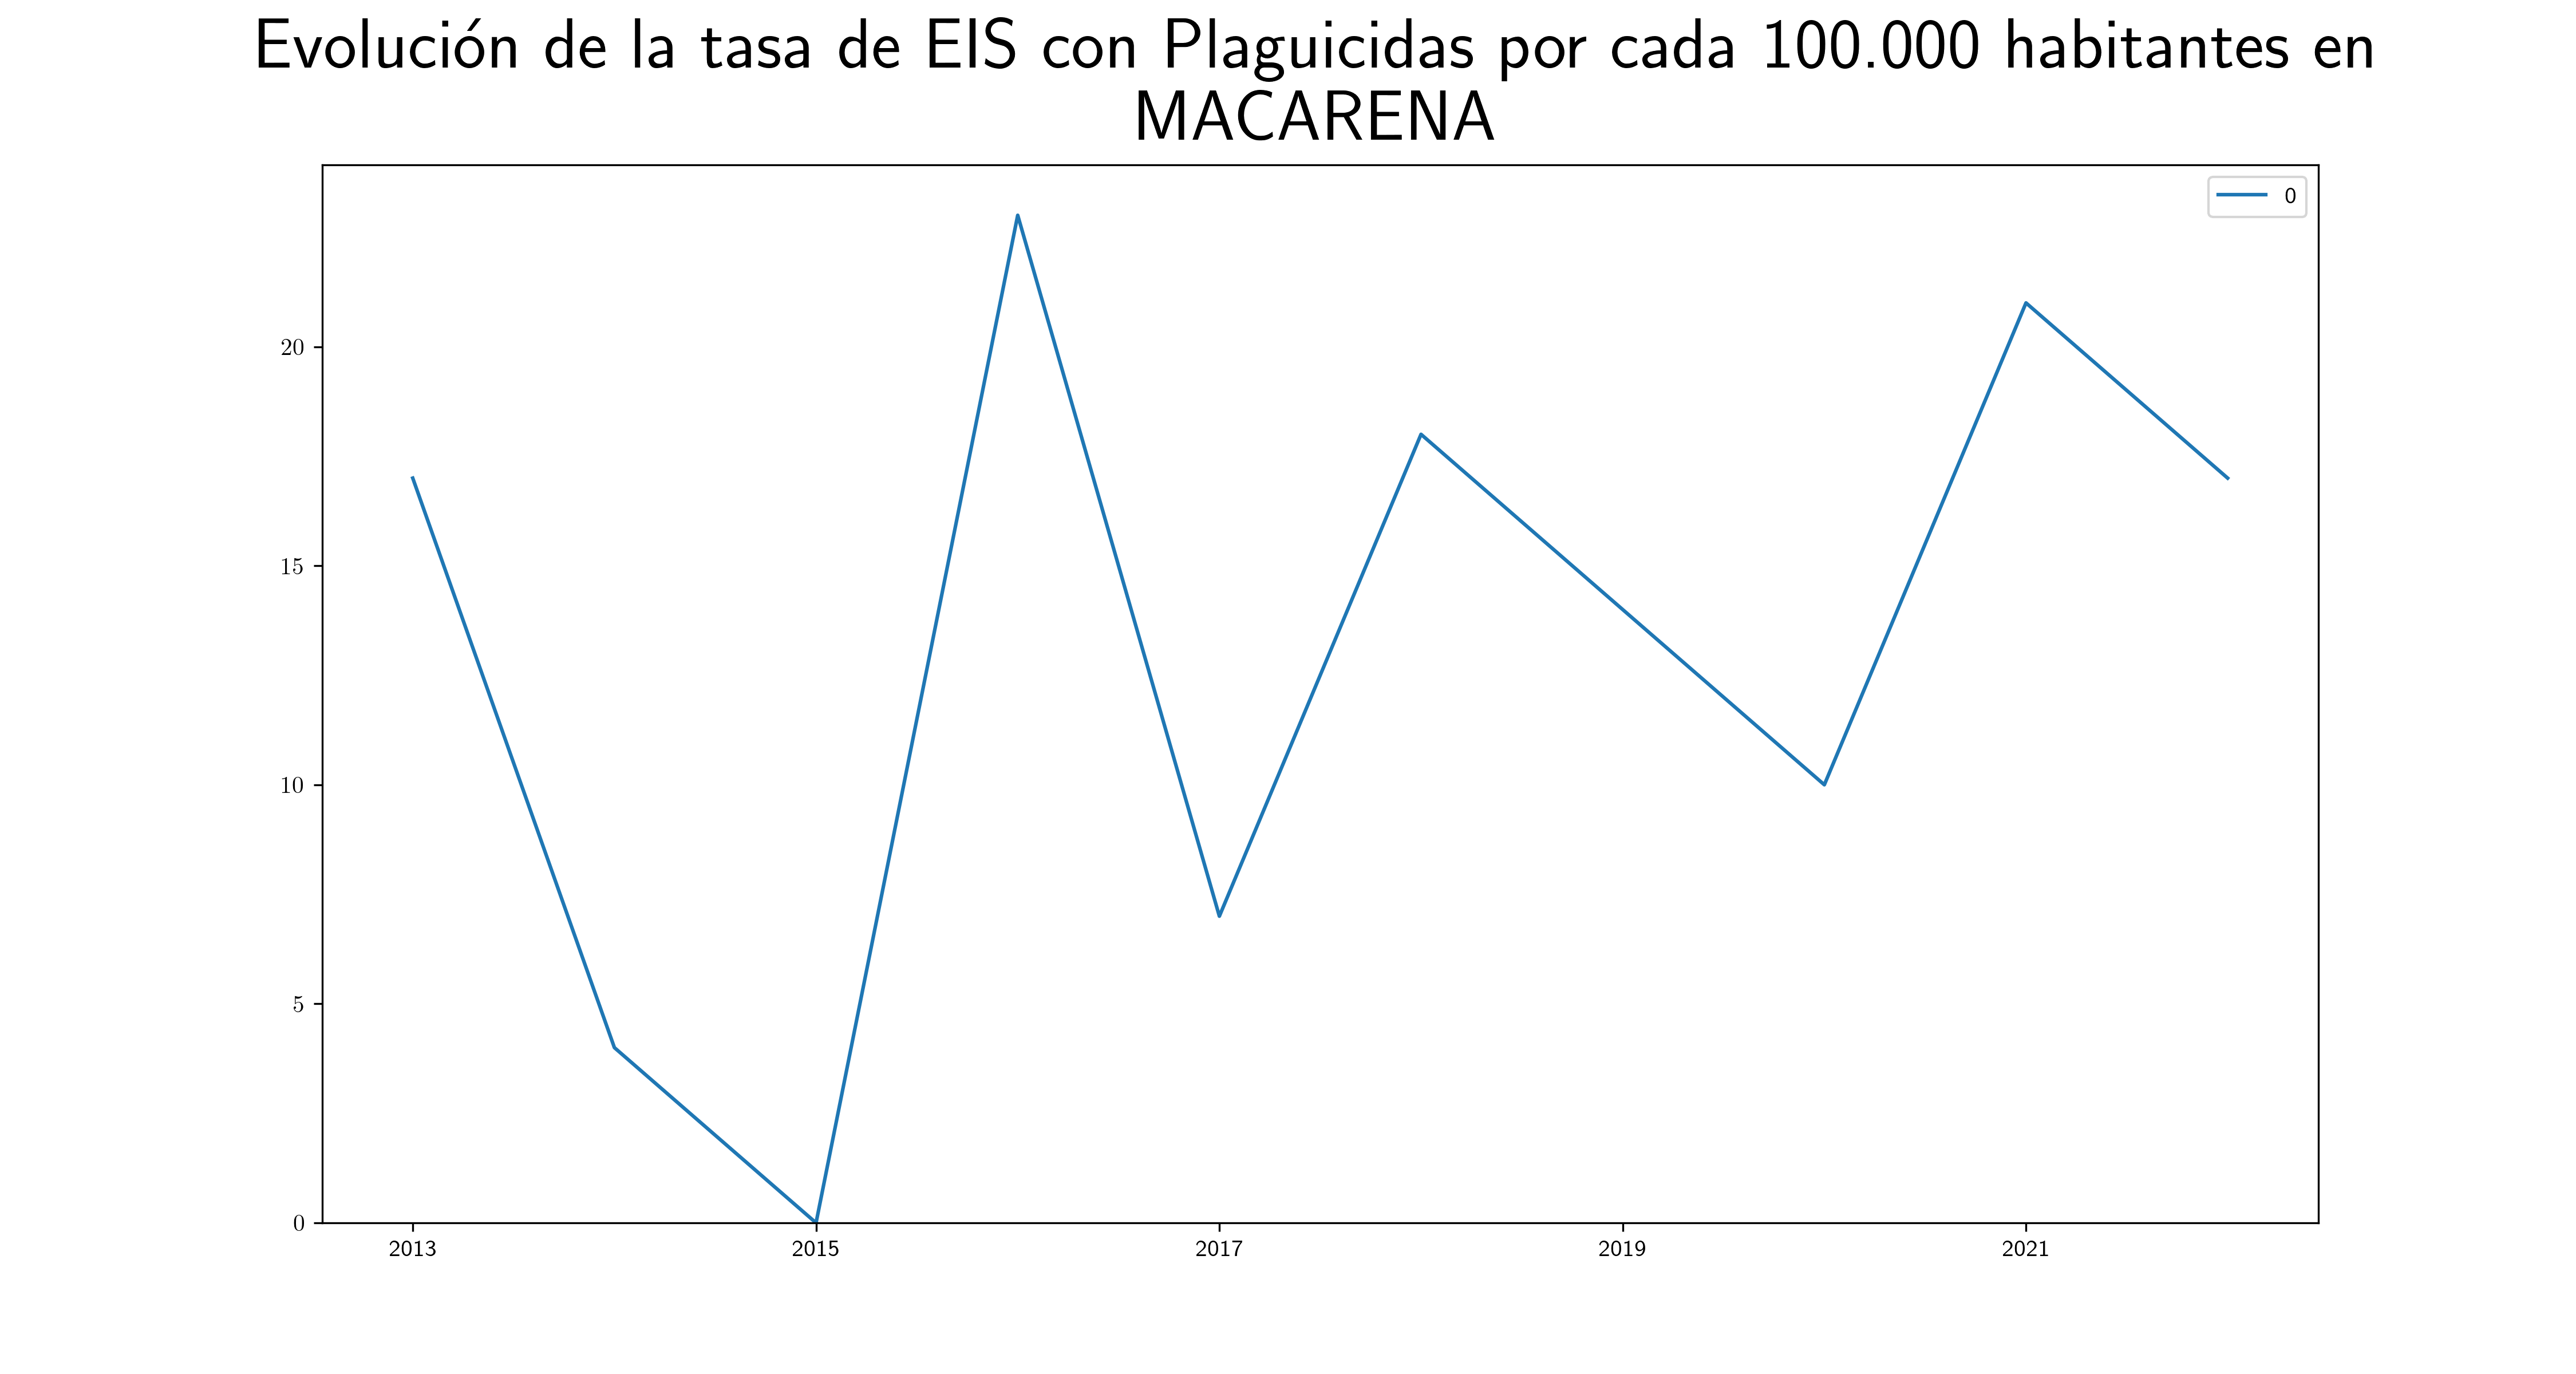 Evolución de la tasa de EIS con Plaguicidas por cada 100.000 habitantes en
MACARENA
0
20
15
10
5
0
2013 2015 2017 2019 2021